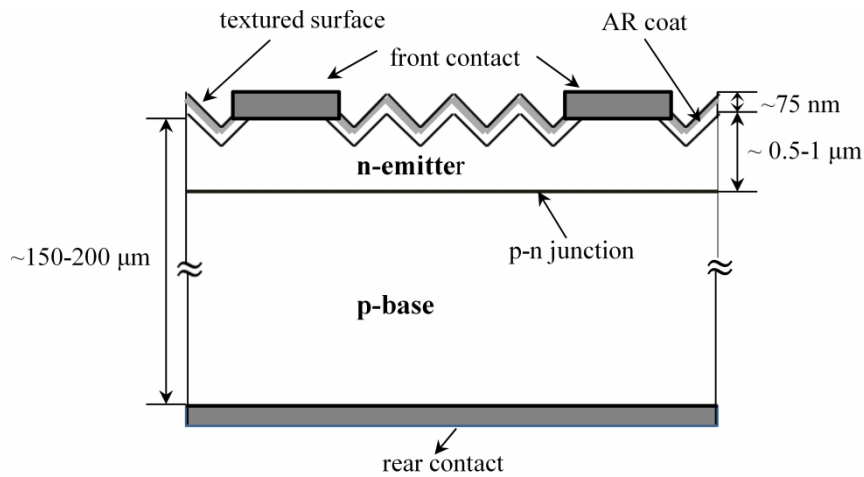 textured surface
AR coat
front contact
~75 nm
~ 0.5-1 μm
n-emitter
p-n junction
~150-200 μm
p-base
rear contact